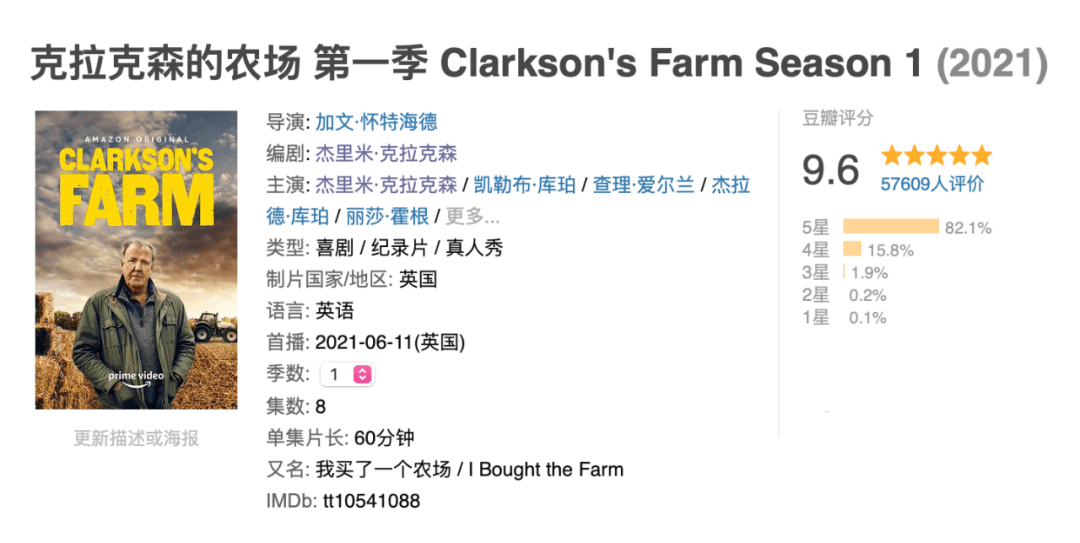 克拉克森的农场 第一季 Clarkson's Farm Season 1 (2021)
AMAZON ORIGINAL
CLARKSON'S
FARM
prime video
更新描述或海报
导演: 加文·怀特海德
编剧: 杰里米·克拉克森
主演: 杰里米·克拉克森 / 凯勒布·库珀 / 查理·爱尔兰 / 杰拉
德·库珀 / 丽莎·霍根 / 更多...
类型: 喜剧 / 纪录片 / 真人秀
制片国家/地区: 英国
语言: 英语
首播: 2021-06-11(英国)
季数: 1
集数: 8
单集片长: 60分钟
又名: 我买了一个农场 / I Bought the Farm
IMDb: tt10541088
豆瓣评分
9.6
57609人评价
5星 82.1%
4星 15.8%
3星 1.9%
2星 0.2%
1星 0.1%